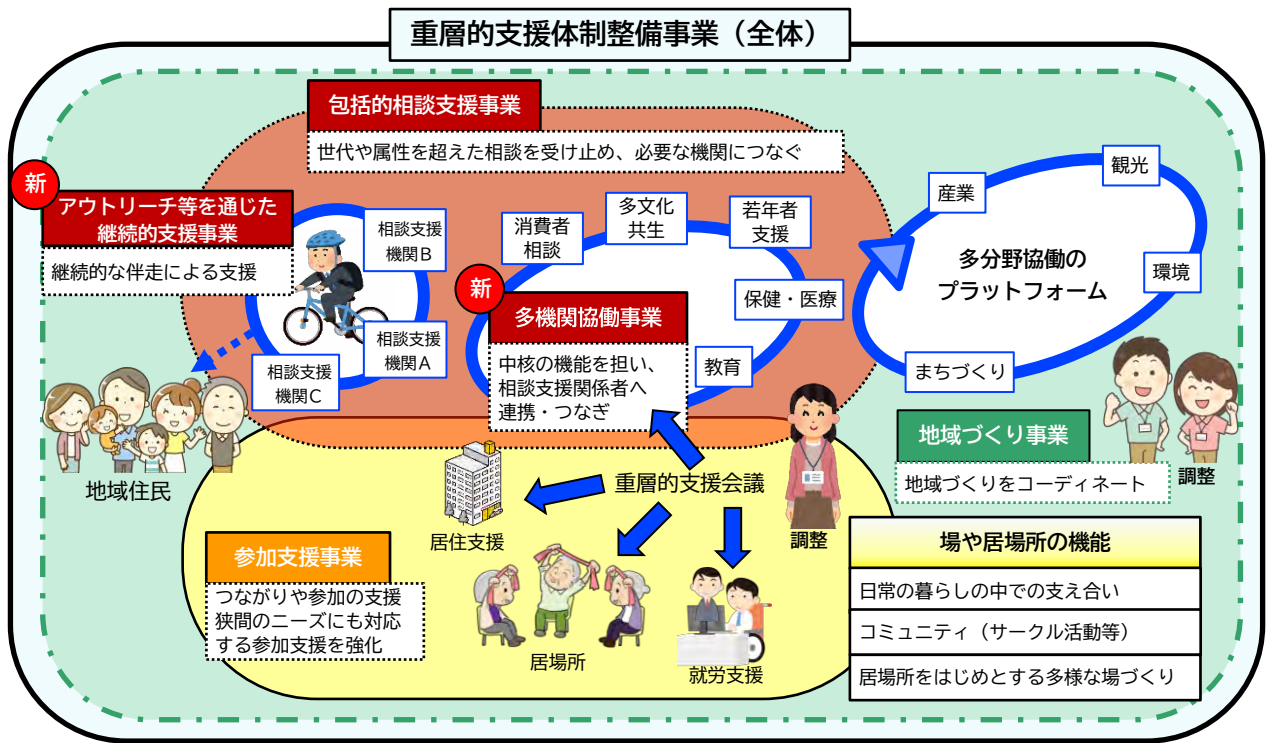 重層的支援体制整備事業（全体）
包括的相談支援事業
世代や属性を超えた相談を受け止め、必要な機関につなぐ
新
アウトリーチ等を通じた
継続的支援事業
継続的な伴走による支援
相談支援
機関B
相談支援
機関A
相談支援
機関C
地域住民
消費者
相談
多文化
共生
若年者
支援
保健・医療
教育
新
多機関協働事業
中核の機能を担い、
相談支援関係者へ
連携・つなぎ
産業
観光
環境
まちづくり
多分野協働の
プラットフォーム
地域づくり事業
地域づくりをコーディネート
調整
重層的支援会議
調整
居住支援
居場所
就労支援
参加支援事業
つながりや参加の支援
狭間のニーズにも対応
する参加支援を強化
場や居場所の機能
日常の暮らしの中での支え合い
コミュニティ（サークル活動等）
居場所をはじめとする多様な場づくり